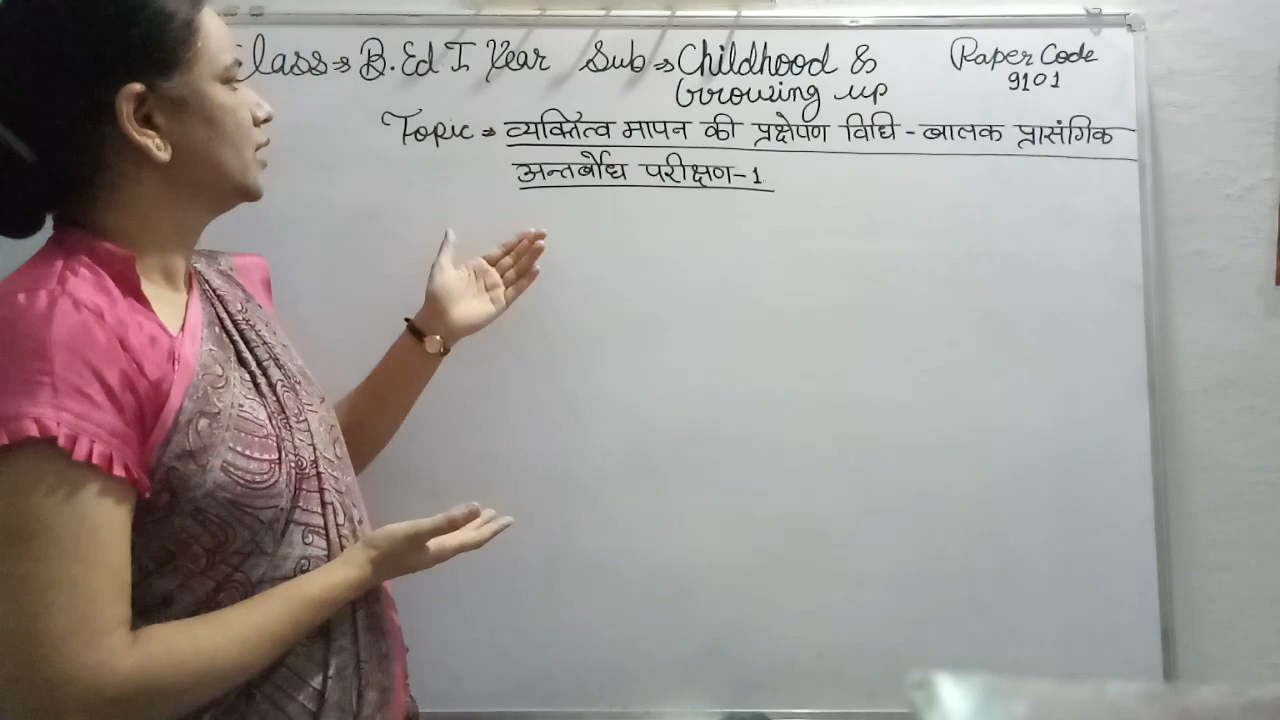 Class → B.Ed I Year Sub → Childhood & Growing up
Paper Code 9101
Topic → व्यक्तित्व मापन की प्रक्षेपण विधि - बालक प्रासंगिक
अन्तर्बोध परीक्षण-1